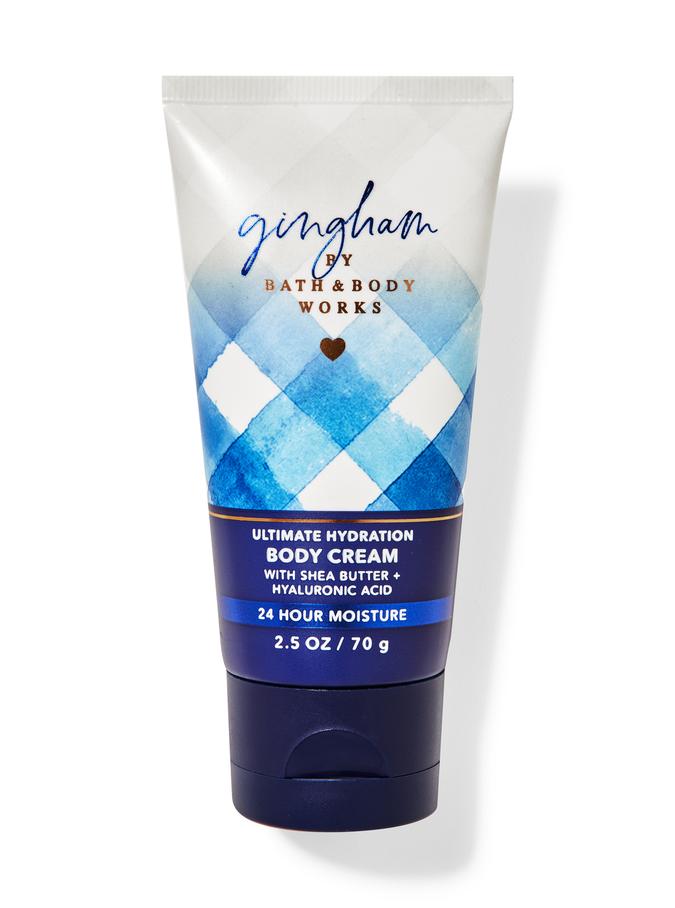 gingham
BY
BATH & BODY
WORKS
ULTIMATE HYDRATION
BODY CREAM
WITH SHEA BUTTER +
HYALURONIC ACID
24 HOUR MOISTURE
2.5 OZ / 70 g